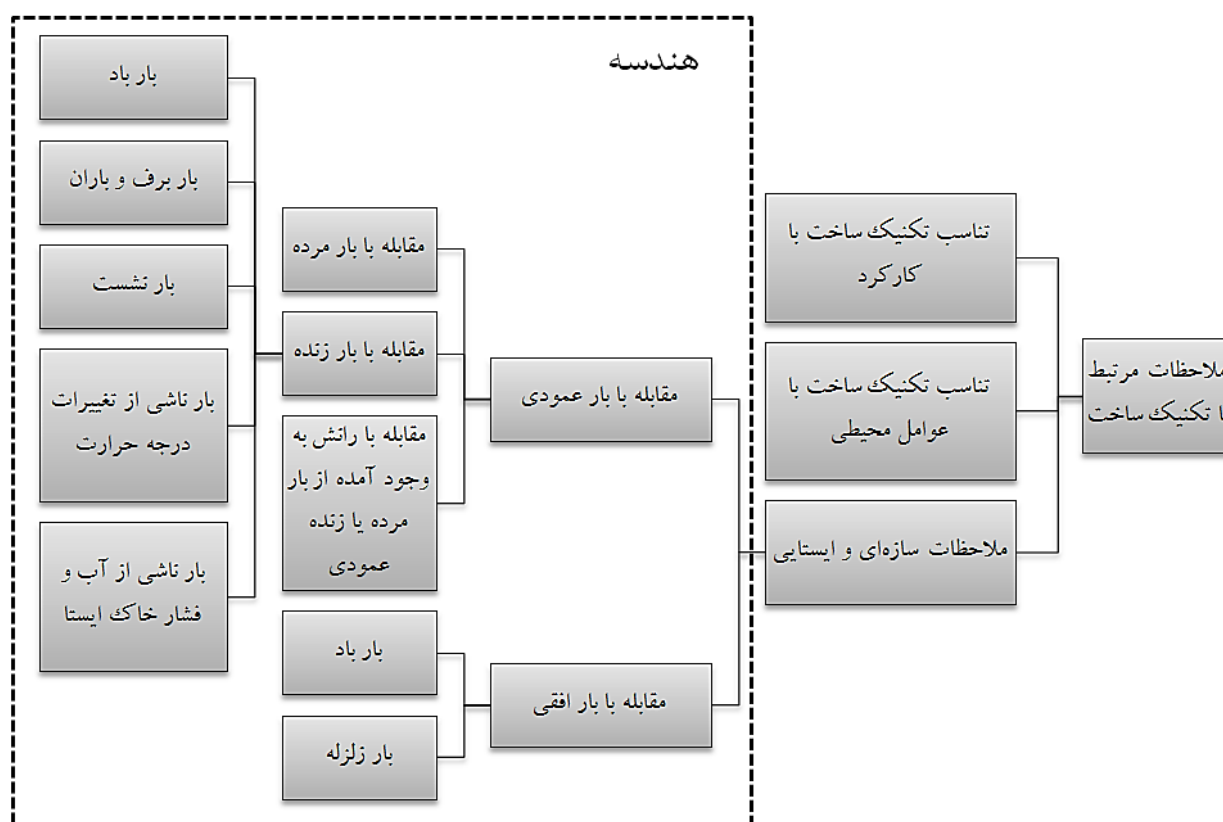 هندسه
ملاحظات مرتبط
با تکنیک ساخت
تناسب تکنیک ساخت با
کارکرد
تناسب تکنیک ساخت با
عوامل محیطی
ملاحظات سازه‌ای و ایستایی
مقابله با بار عمودی
مقابله با بار افقی
مقابله با بار مرده
مقابله با بار زنده
مقابله با رانش به
وجود آمده از بار
مرده یا زنده
عمودی
بار باد
بار زلزله
بار باد
بار برف و باران
بار نشست
بار ناشی از تغییرات
درجه حرارت
بار ناشی از آب و
فشار خاک ایستا